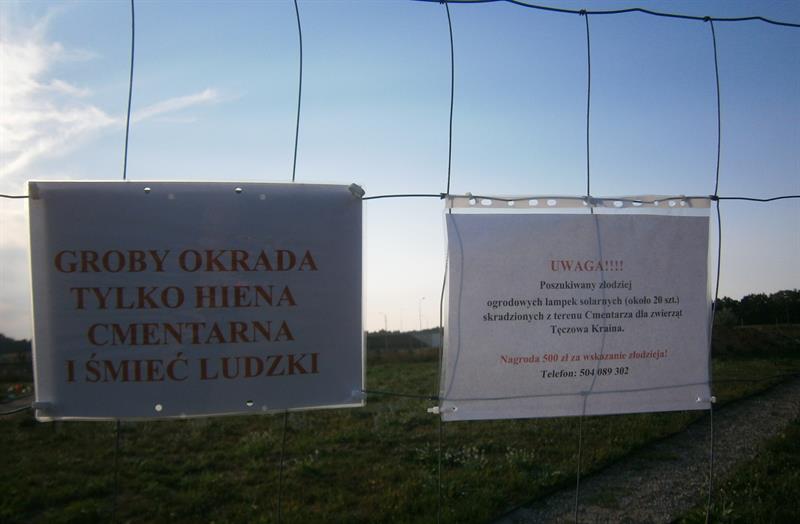 GROBY OKRADA
TYLKO HIENA
CMENTARNA
I ŚMIEĆ LUDZKI
UWAGA!!!!
Poszukiwany złodziej
ogrodowych lampek solarnych (około 20 szt.)
skradzionych z terenu Cmentarza dla zwierząt
Tęczowa Kraina.
Nagroda 500 zł za wskazanie złodzieja!
Telefon: 504 089 302